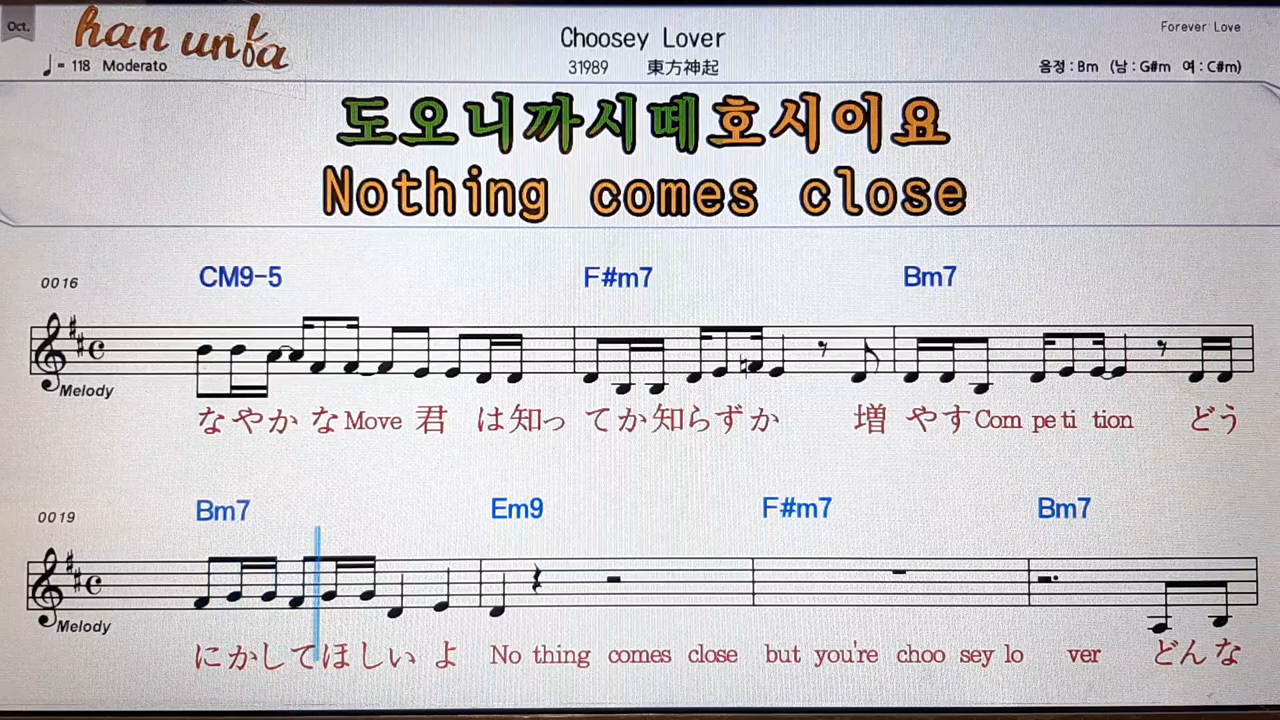 Oct.
han unfa
Choosey Lover
Forever Love
♩= 118 Moderato
31989 東方神起
음정 : Bm (남 : G#m 여 : C#m)
도오니까시떼호시이요
Nothing comes close
0016
CM9-5 F#m7 Bm7
Melody
なやかなMove 君 は知っ てか知らずか 増 やすCom pe ti tion どう
0019
Bm7 Em9 F#m7 Bm7
Melody
にかしてほしい よ No thing comes close but you're choo sey lo ver どんな